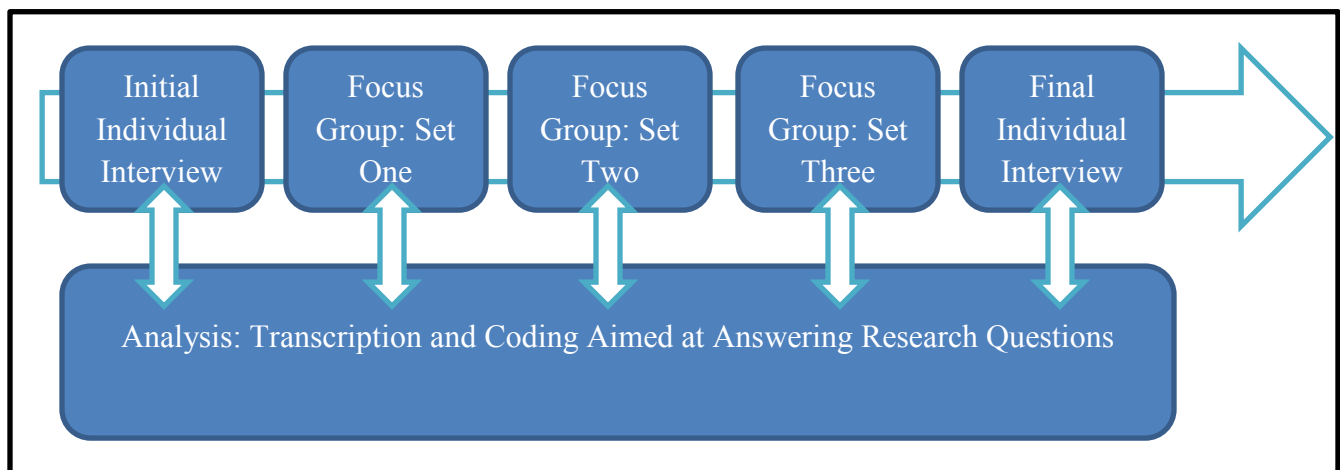 Initial
Individual
Interview
Focus
Group: Set
One
Focus
Group: Set
Two
Focus
Group: Set
Three
Final
Individual
Interview
Analysis: Transcription and Coding Aimed at Answering Research Questions